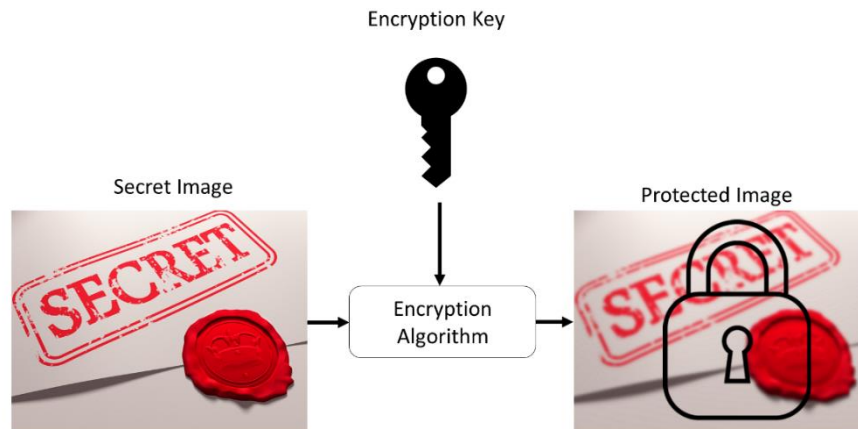 Encryption Key
Secret Image
Protected Image
SECRET
Encryption
Algorithm
SECRET